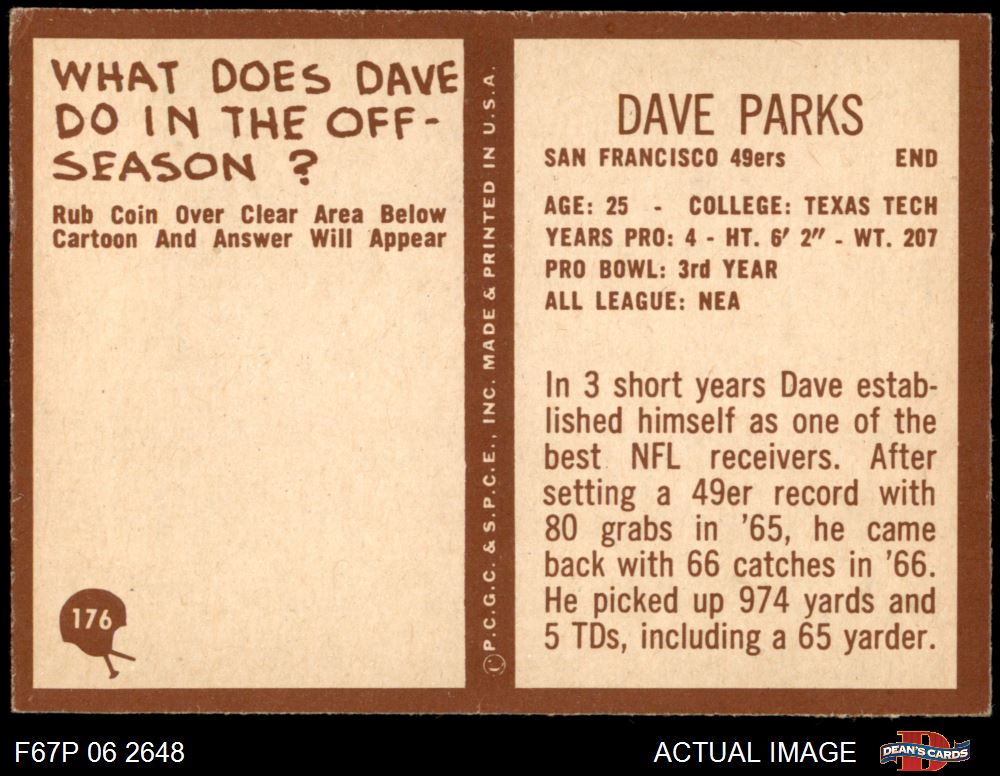 WHAT DOES DAVE
DO IN THE OFF-
SEASON ?
Rub Coin Over Clear Area Below
Cartoon And Answer Will Appear
176
©P.C.G.C. & S.P.C.E., INC. MADE & PRINTED IN U.S.A.
DAVE PARKS
SAN FRANCISCO 49ers END
AGE: 25 - COLLEGE: TEXAS TECH
YEARS PRO: 4 - HT. 6' 2" - WT. 207
PRO BOWL: 3rd YEAR
ALL LEAGUE: NEA
In 3 short years Dave estab-
lished himself as one of the
best NFL receivers. After
setting a 49er record with
80 grabs in '65, he came
back with 66 catches in '66.
He picked up 974 yards and
5 TDs, including a 65 yarder.
F67P 06 2648
ACTUAL IMAGE
D
DEAN'S CARDS